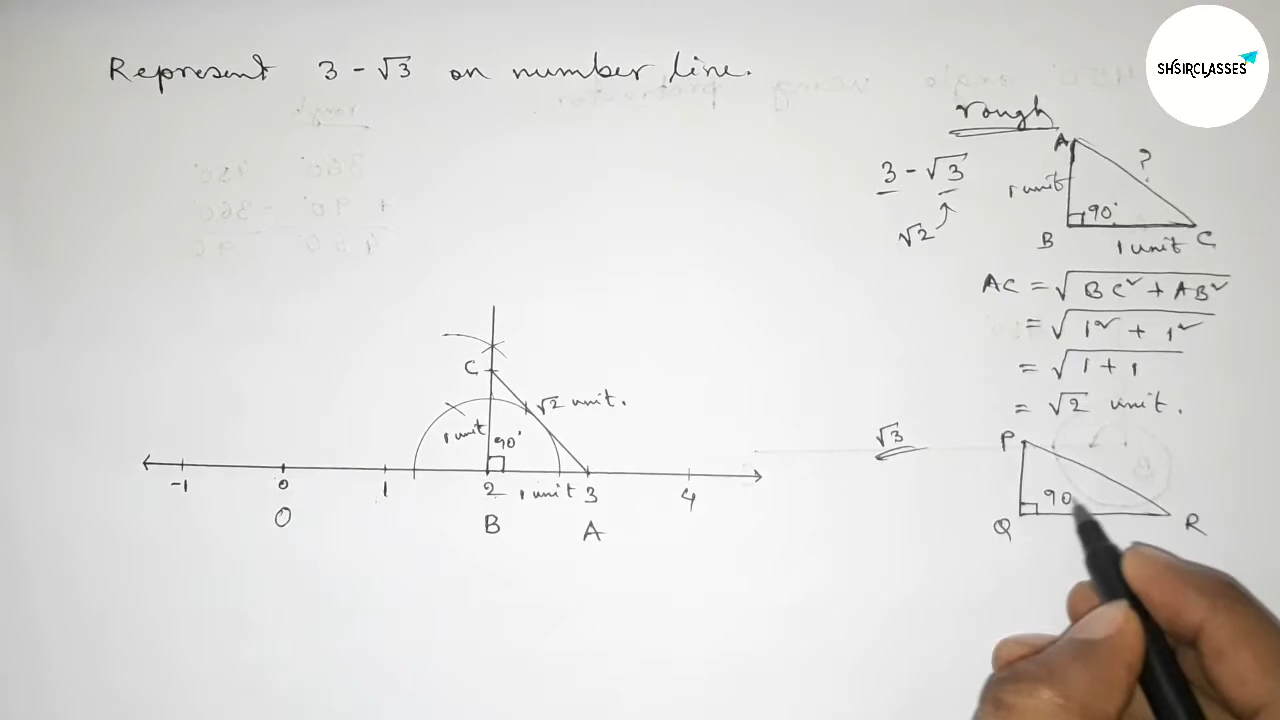 Represent 3 - √3 on number line.
SHSIRCLASSES
rough
3 - √3
√2
A
?
1 unit
90°
B
1 unit
C
AC = √BC² + AB²
= √1² + 1²
= √1 + 1
= √2 unit.
C
√2 unit.
1 unit
90°
-1 0 1 2 1 unit 3 4
O B A
√3
P
90
Q R